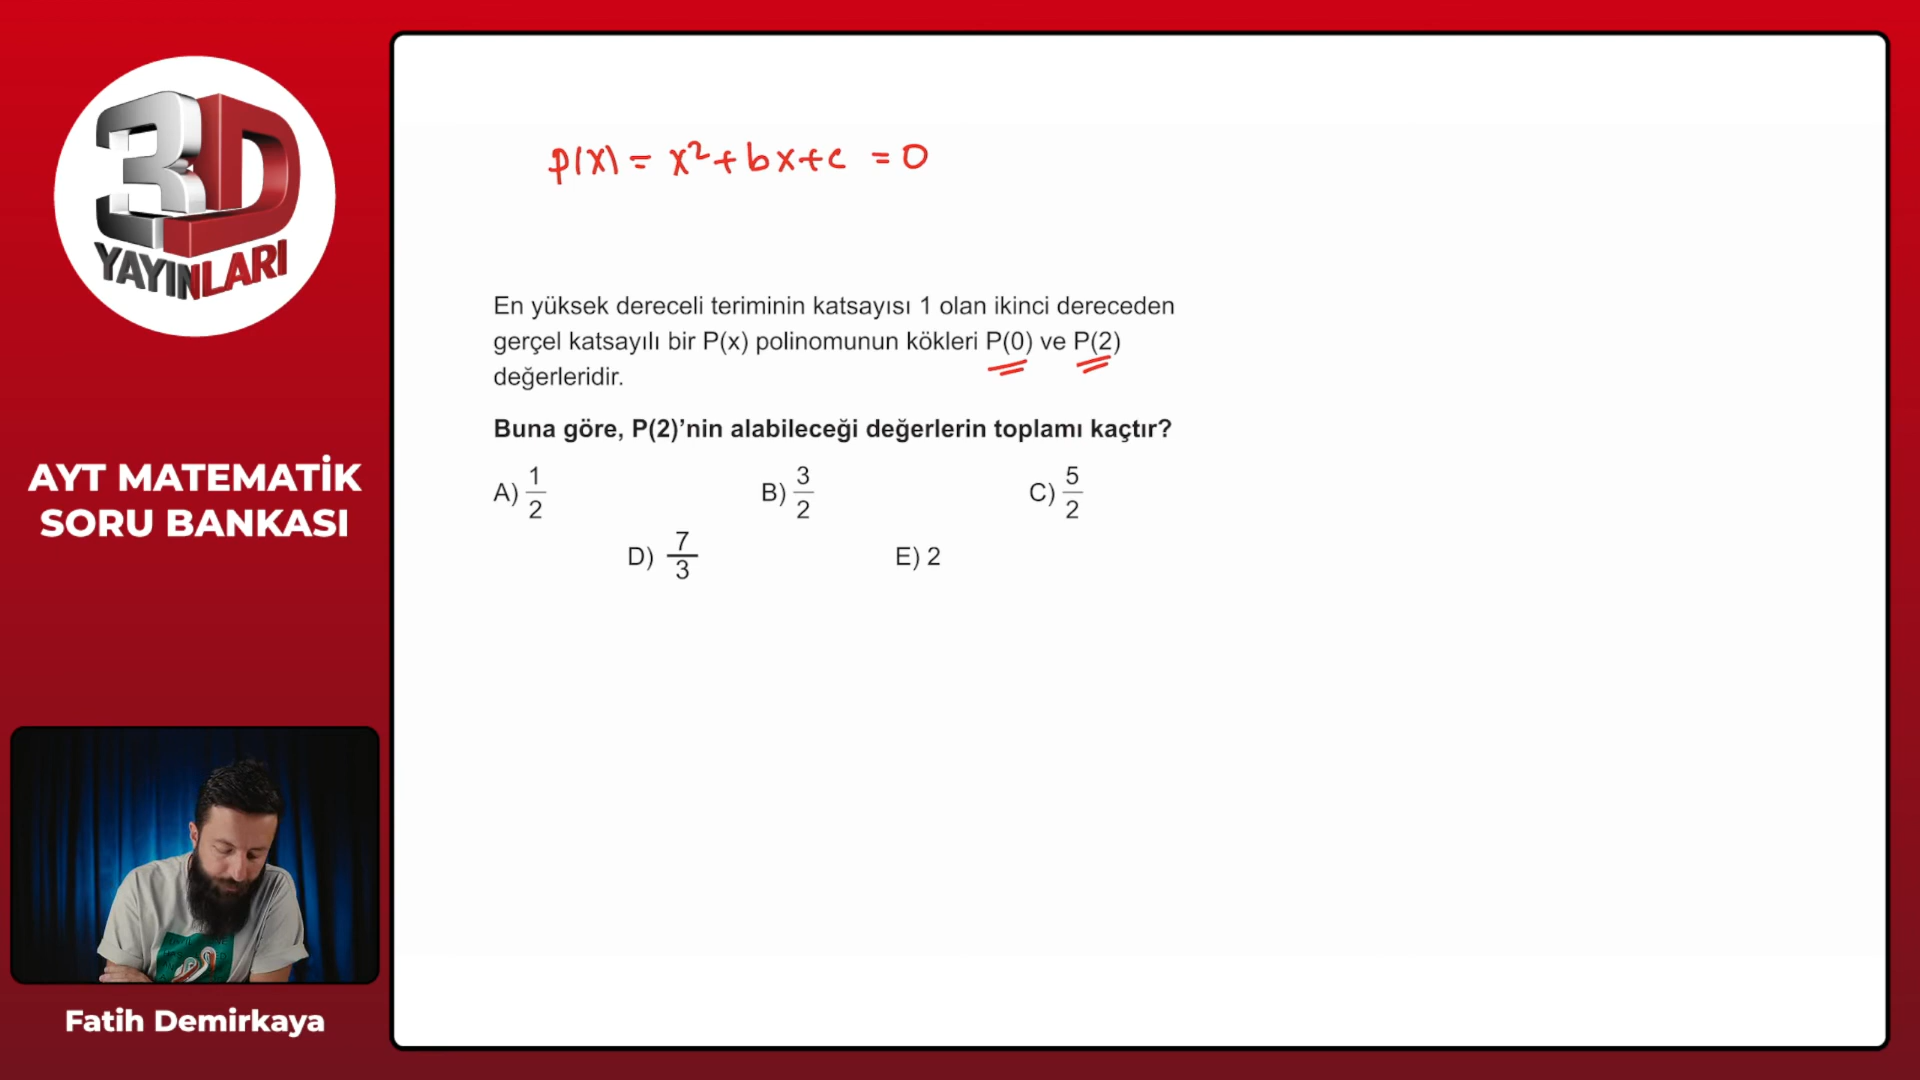 3D
YAYINLARI
AYT MATEMATİK
SORU BANKASI
Fatih Demirkaya
P(x) = x²+bx+c = 0
En yüksek dereceli teriminin katsayısı 1 olan ikinci dereceden
gerçel katsayılı bir P(x) polinomunun kökleri P(0) ve P(2)
değerleridir.
Buna göre, P(2)’nin alabileceği değerlerin toplamı kaçtır?
A) 1/2 B) 3/2 C) 5/2
D) 7/3 E) 2